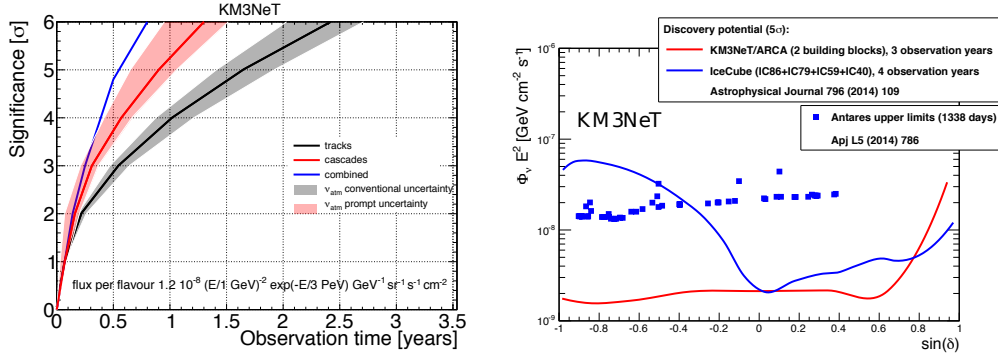 KM3NeT
Significance [σ]
6
5
4
3
2
1
0
tracks
cascades
combined
ν_atm conventional uncertainty
ν_atm prompt uncertainty
flux per flavour 1.2 10⁻⁸ (E/1 GeV)⁻² exp(-E/3 PeV) GeV⁻¹ sr⁻¹ s⁻¹ cm⁻²
0 0.5 1 1.5 2 2.5 3 3.5
Observation time [years]
Discovery potential (5σ):
KM3NeT/ARCA (2 building blocks), 3 observation years
IceCube (IC86+IC79+IC59+IC40), 4 observation years
Astrophysical Journal 796 (2014) 109
Antares upper limits (1338 days)
Apj L5 (2014) 786
KM3NeT
Φ_ν E² [GeV cm⁻² s⁻¹]
10⁻⁶
10⁻⁷
10⁻⁸
10⁻⁹
-1 -0.8 -0.6 -0.4 -0.2 0 0.2 0.4 0.6 0.8 1
sin(δ)